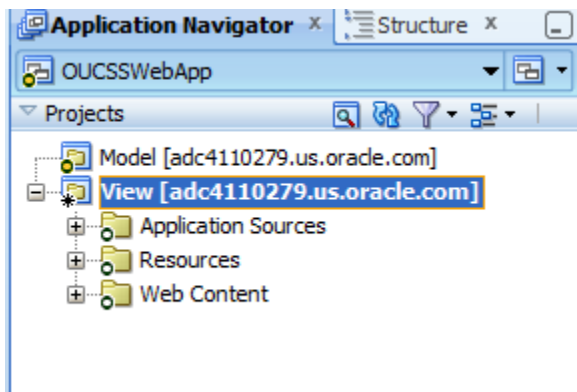 Application Navigator x Structure x
OUCSSWebApp
Projects
Model [adc4110279.us.oracle.com]
View [adc4110279.us.oracle.com]
Application Sources
Resources
Web Content